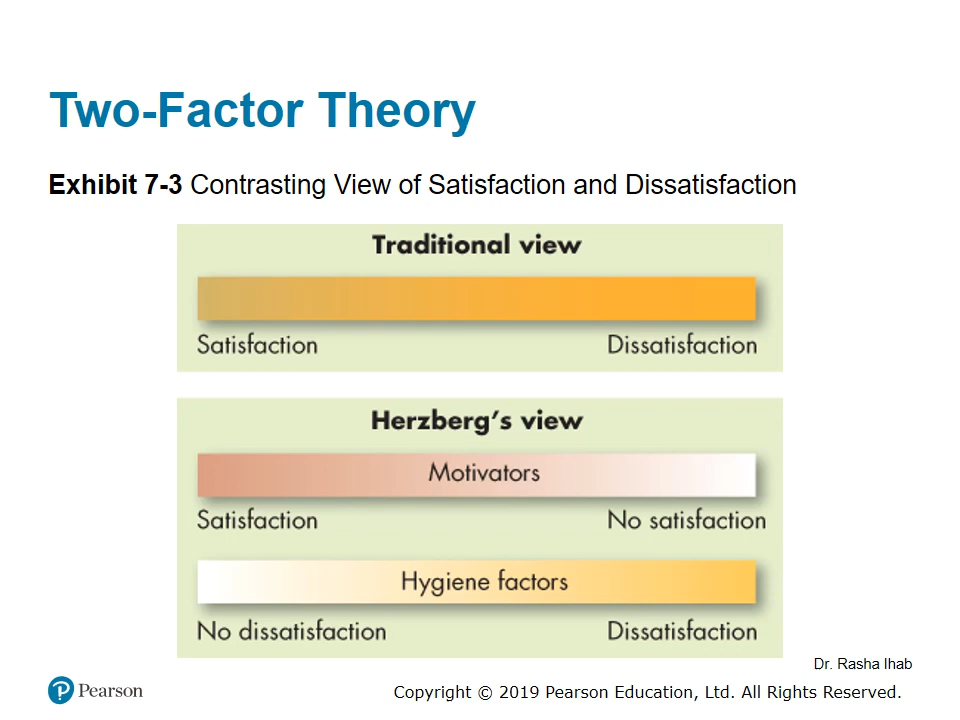 Two-Factor Theory
Exhibit 7-3 Contrasting View of Satisfaction and Dissatisfaction
Traditional view
Satisfaction Dissatisfaction
Herzberg's view
Motivators
Satisfaction No satisfaction
Hygiene factors
No dissatisfaction Dissatisfaction
Dr. Rasha Ihab
P Pearson
Copyright © 2019 Pearson Education, Ltd. All Rights Reserved.